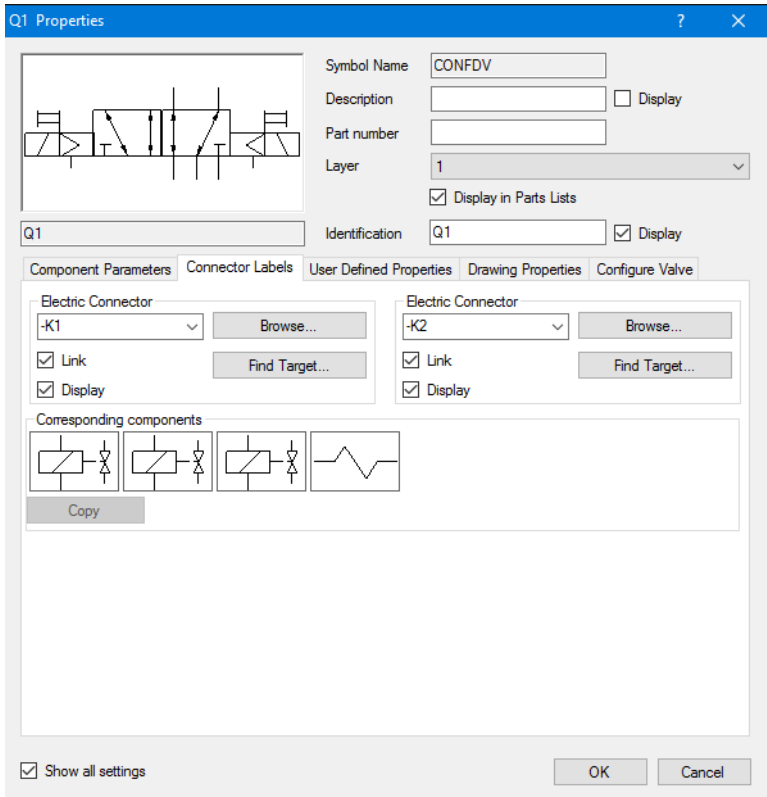 Q1 Properties ? ×
Symbol Name CONFDV
Description Display
Part number
Layer 1
Display in Parts Lists
Q1 Identification Q1 Display
Component Parameters Connector Labels User Defined Properties Drawing Properties Configure Valve
Electric Connector Electric Connector
-K1 Browse... -K2 Browse...
Link Find Target... Link Find Target...
Display Display
Corresponding components
Copy
Show all settings OK Cancel